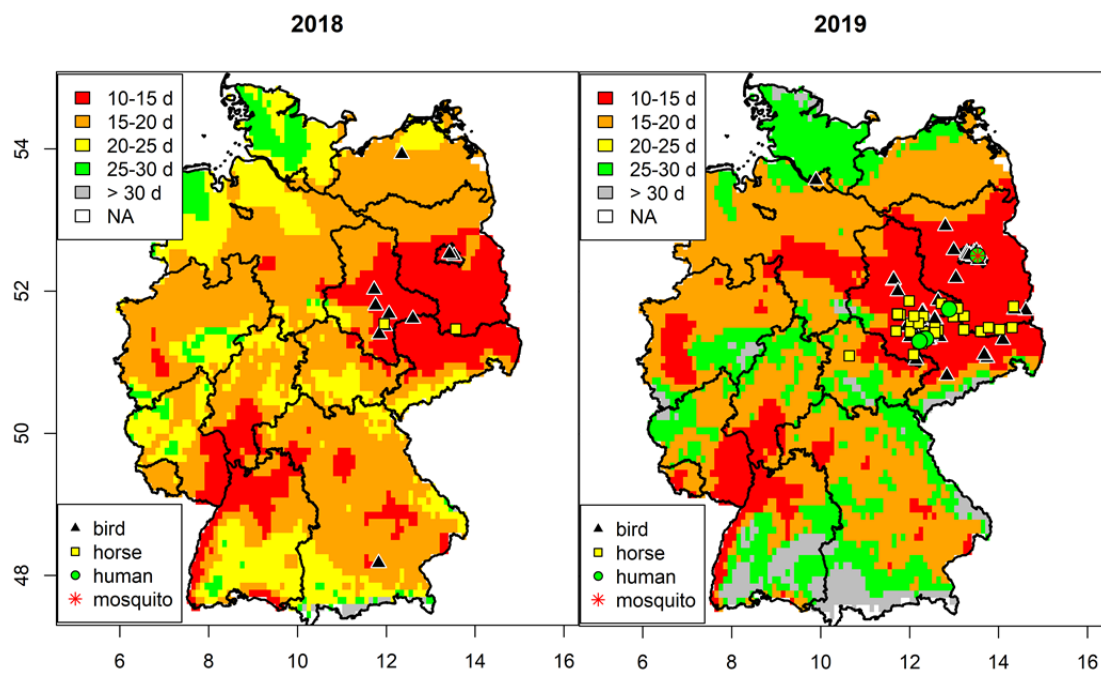 2018
2019
10-15 d
15-20 d
20-25 d
25-30 d
> 30 d
NA
10-15 d
15-20 d
20-25 d
25-30 d
> 30 d
NA
54
52
50
48
bird
horse
human
mosquito
bird
horse
human
mosquito
6 8 10 12 14 16
6 8 10 12 14 16